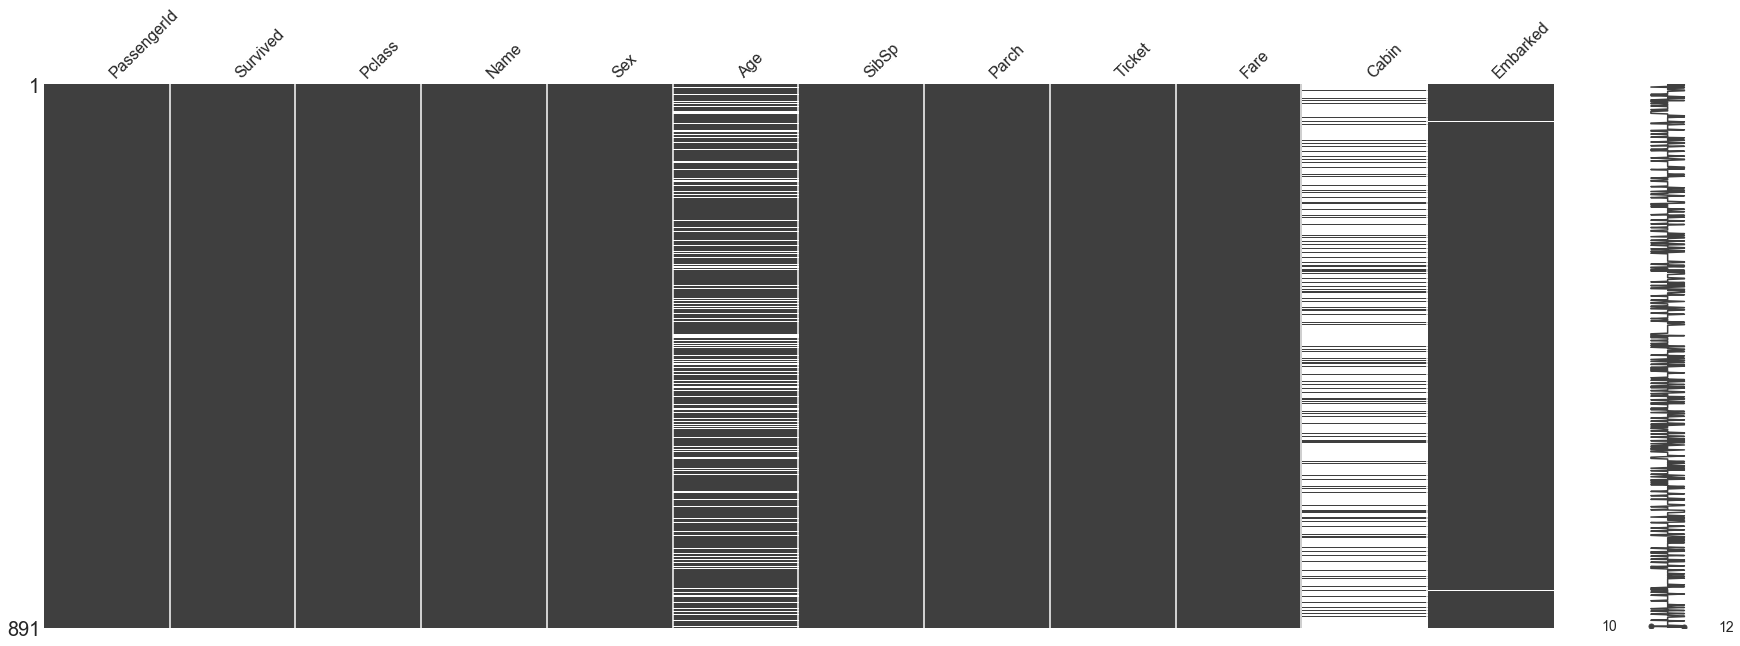 PassengerId
Survived
Pclass
Name
Sex
Age
SibSp
Parch
Ticket
Fare
Cabin
Embarked
1
891
10
12